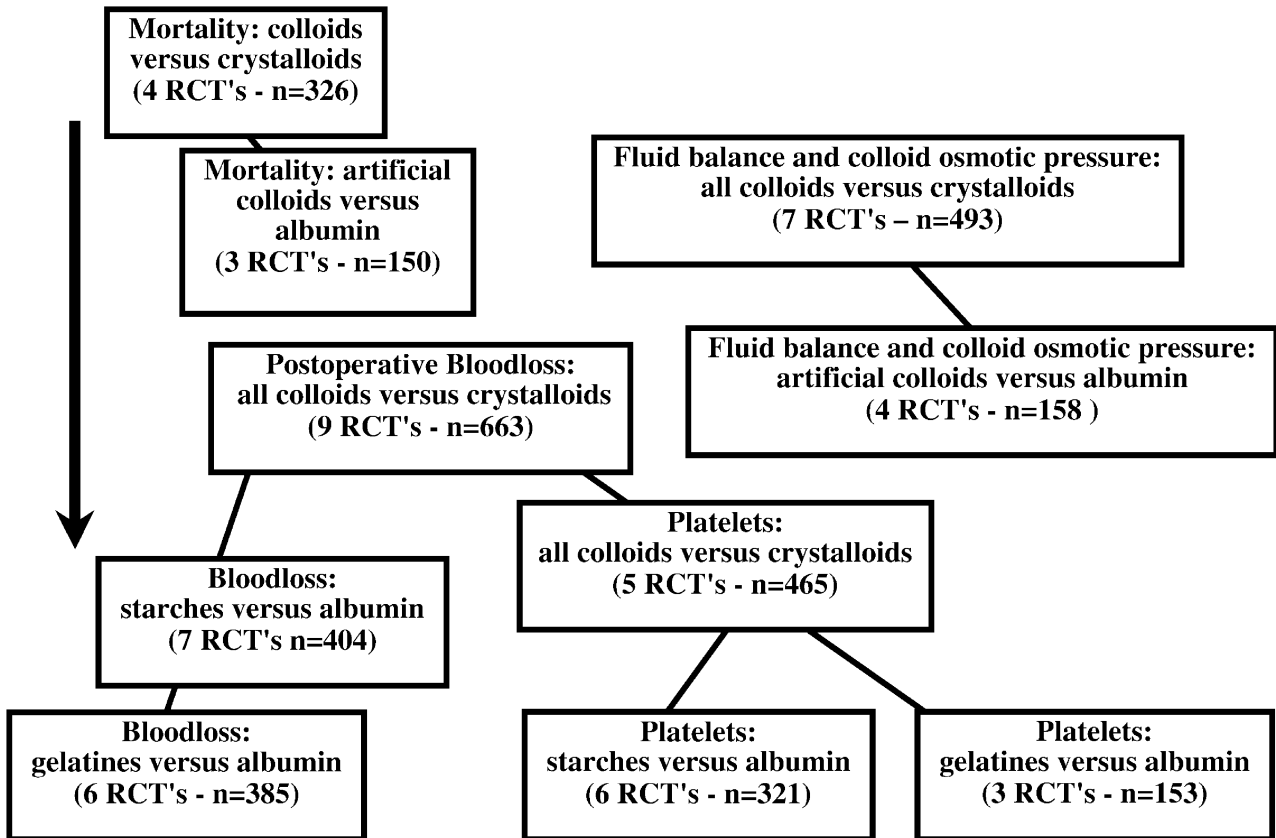 Mortality: colloids
versus crystalloids
(4 RCT's - n=326)
Mortality: artificial
colloids versus
albumin
(3 RCT's - n=150)
Fluid balance and colloid osmotic pressure:
all colloids versus crystalloids
(7 RCT's – n=493)
Fluid balance and colloid osmotic pressure:
artificial colloids versus albumin
(4 RCT's - n=158 )
Postoperative Bloodloss:
all colloids versus crystalloids
(9 RCT's - n=663)
Platelets:
all colloids versus crystalloids
(5 RCT's - n=465)
Bloodloss:
starches versus albumin
(7 RCT's n=404)
Bloodloss:
gelatines versus albumin
(6 RCT's - n=385)
Platelets:
starches versus albumin
(6 RCT's - n=321)
Platelets:
gelatines versus albumin
(3 RCT's - n=153)